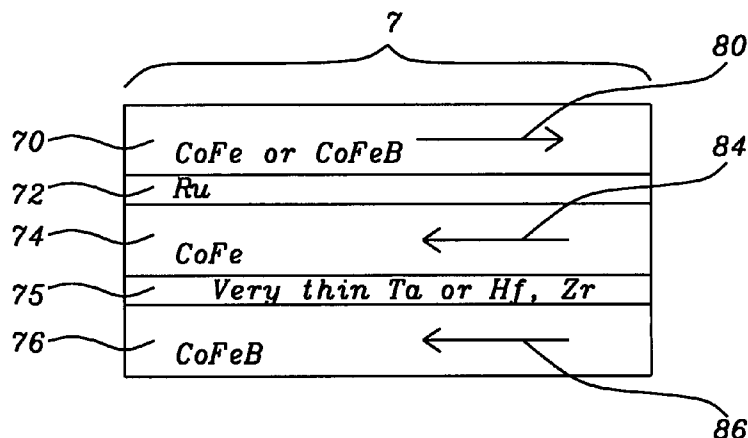 7
80
70
CoFe or CoFeB
84
72
Ru
74
CoFe
75
Very thin Ta or Hf, Zr
76
CoFeB
86